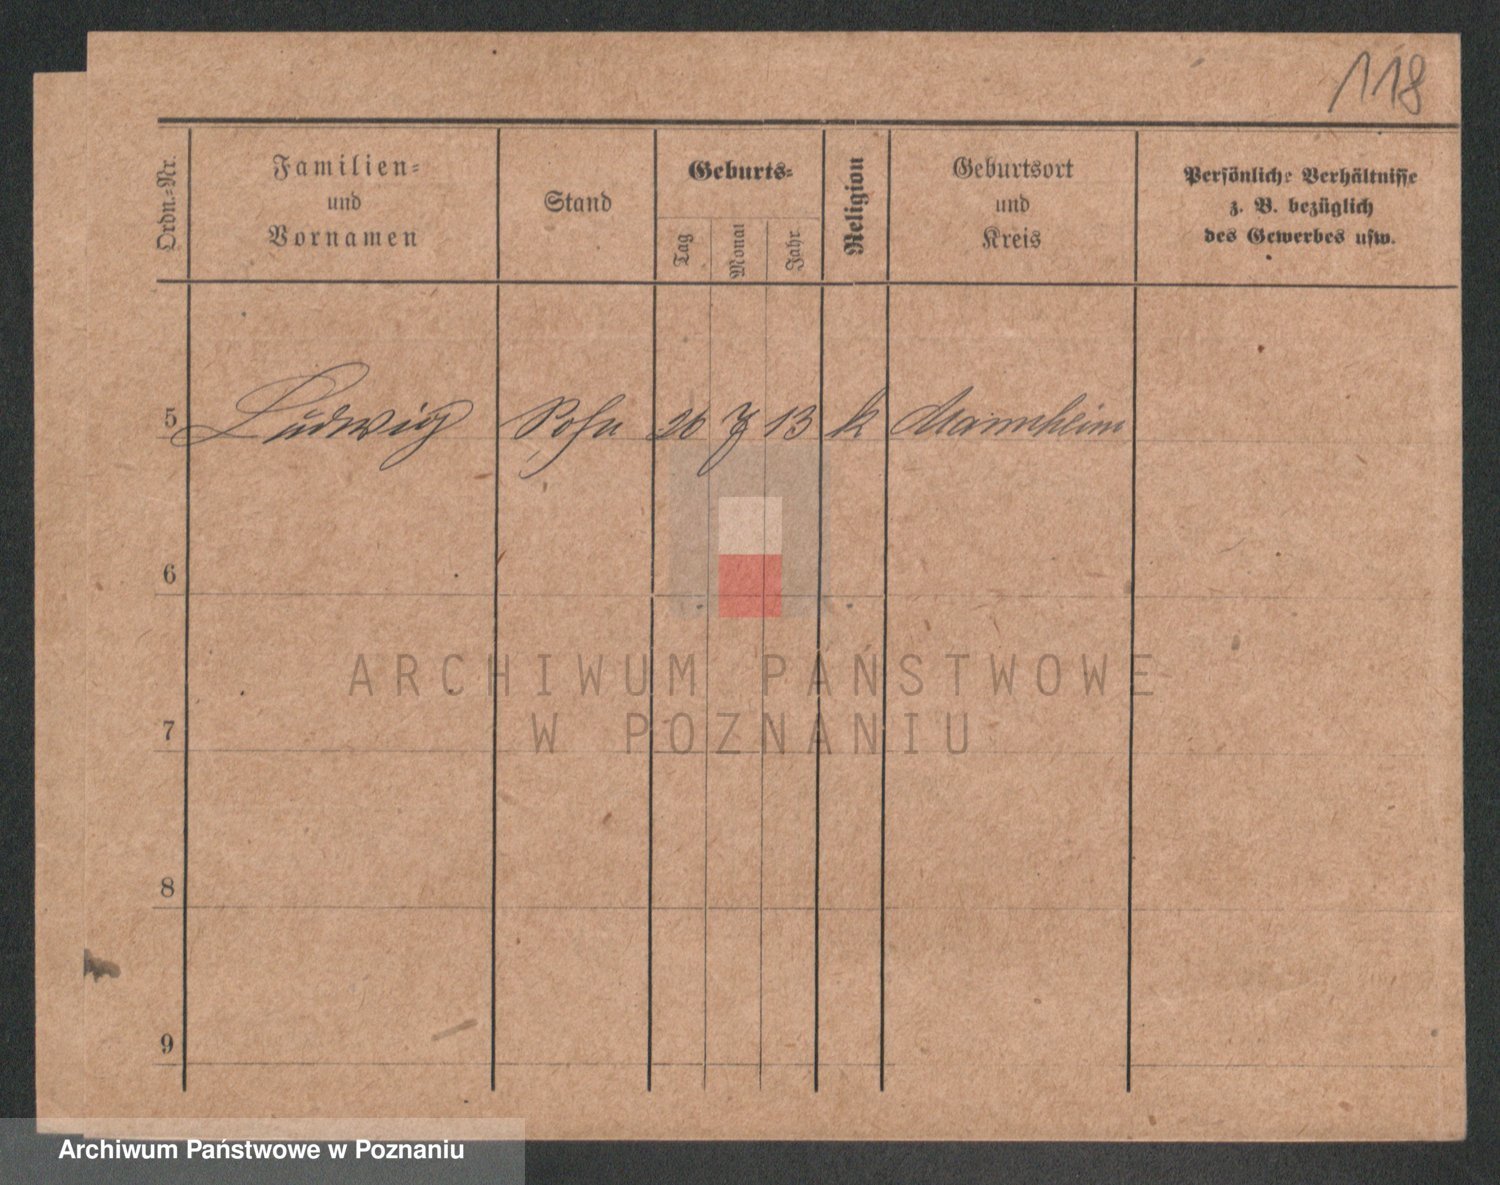 118
Ordn.-Nr.
Familien-
und
Vornamen
Stand
Geburts-
Tag
Monat
Jahr
Religion
Geburtsort
und
Kreis
Persönliche Verhältnisse
z. B. bezüglich
des Gewerbes usw.
5 Ludwig Sohn 26 7 13 k Mannheim
6
7
8
9
ARCHIWUM PAŃSTWOWE
W POZNANIU
Archiwum Państwowe w Poznaniu